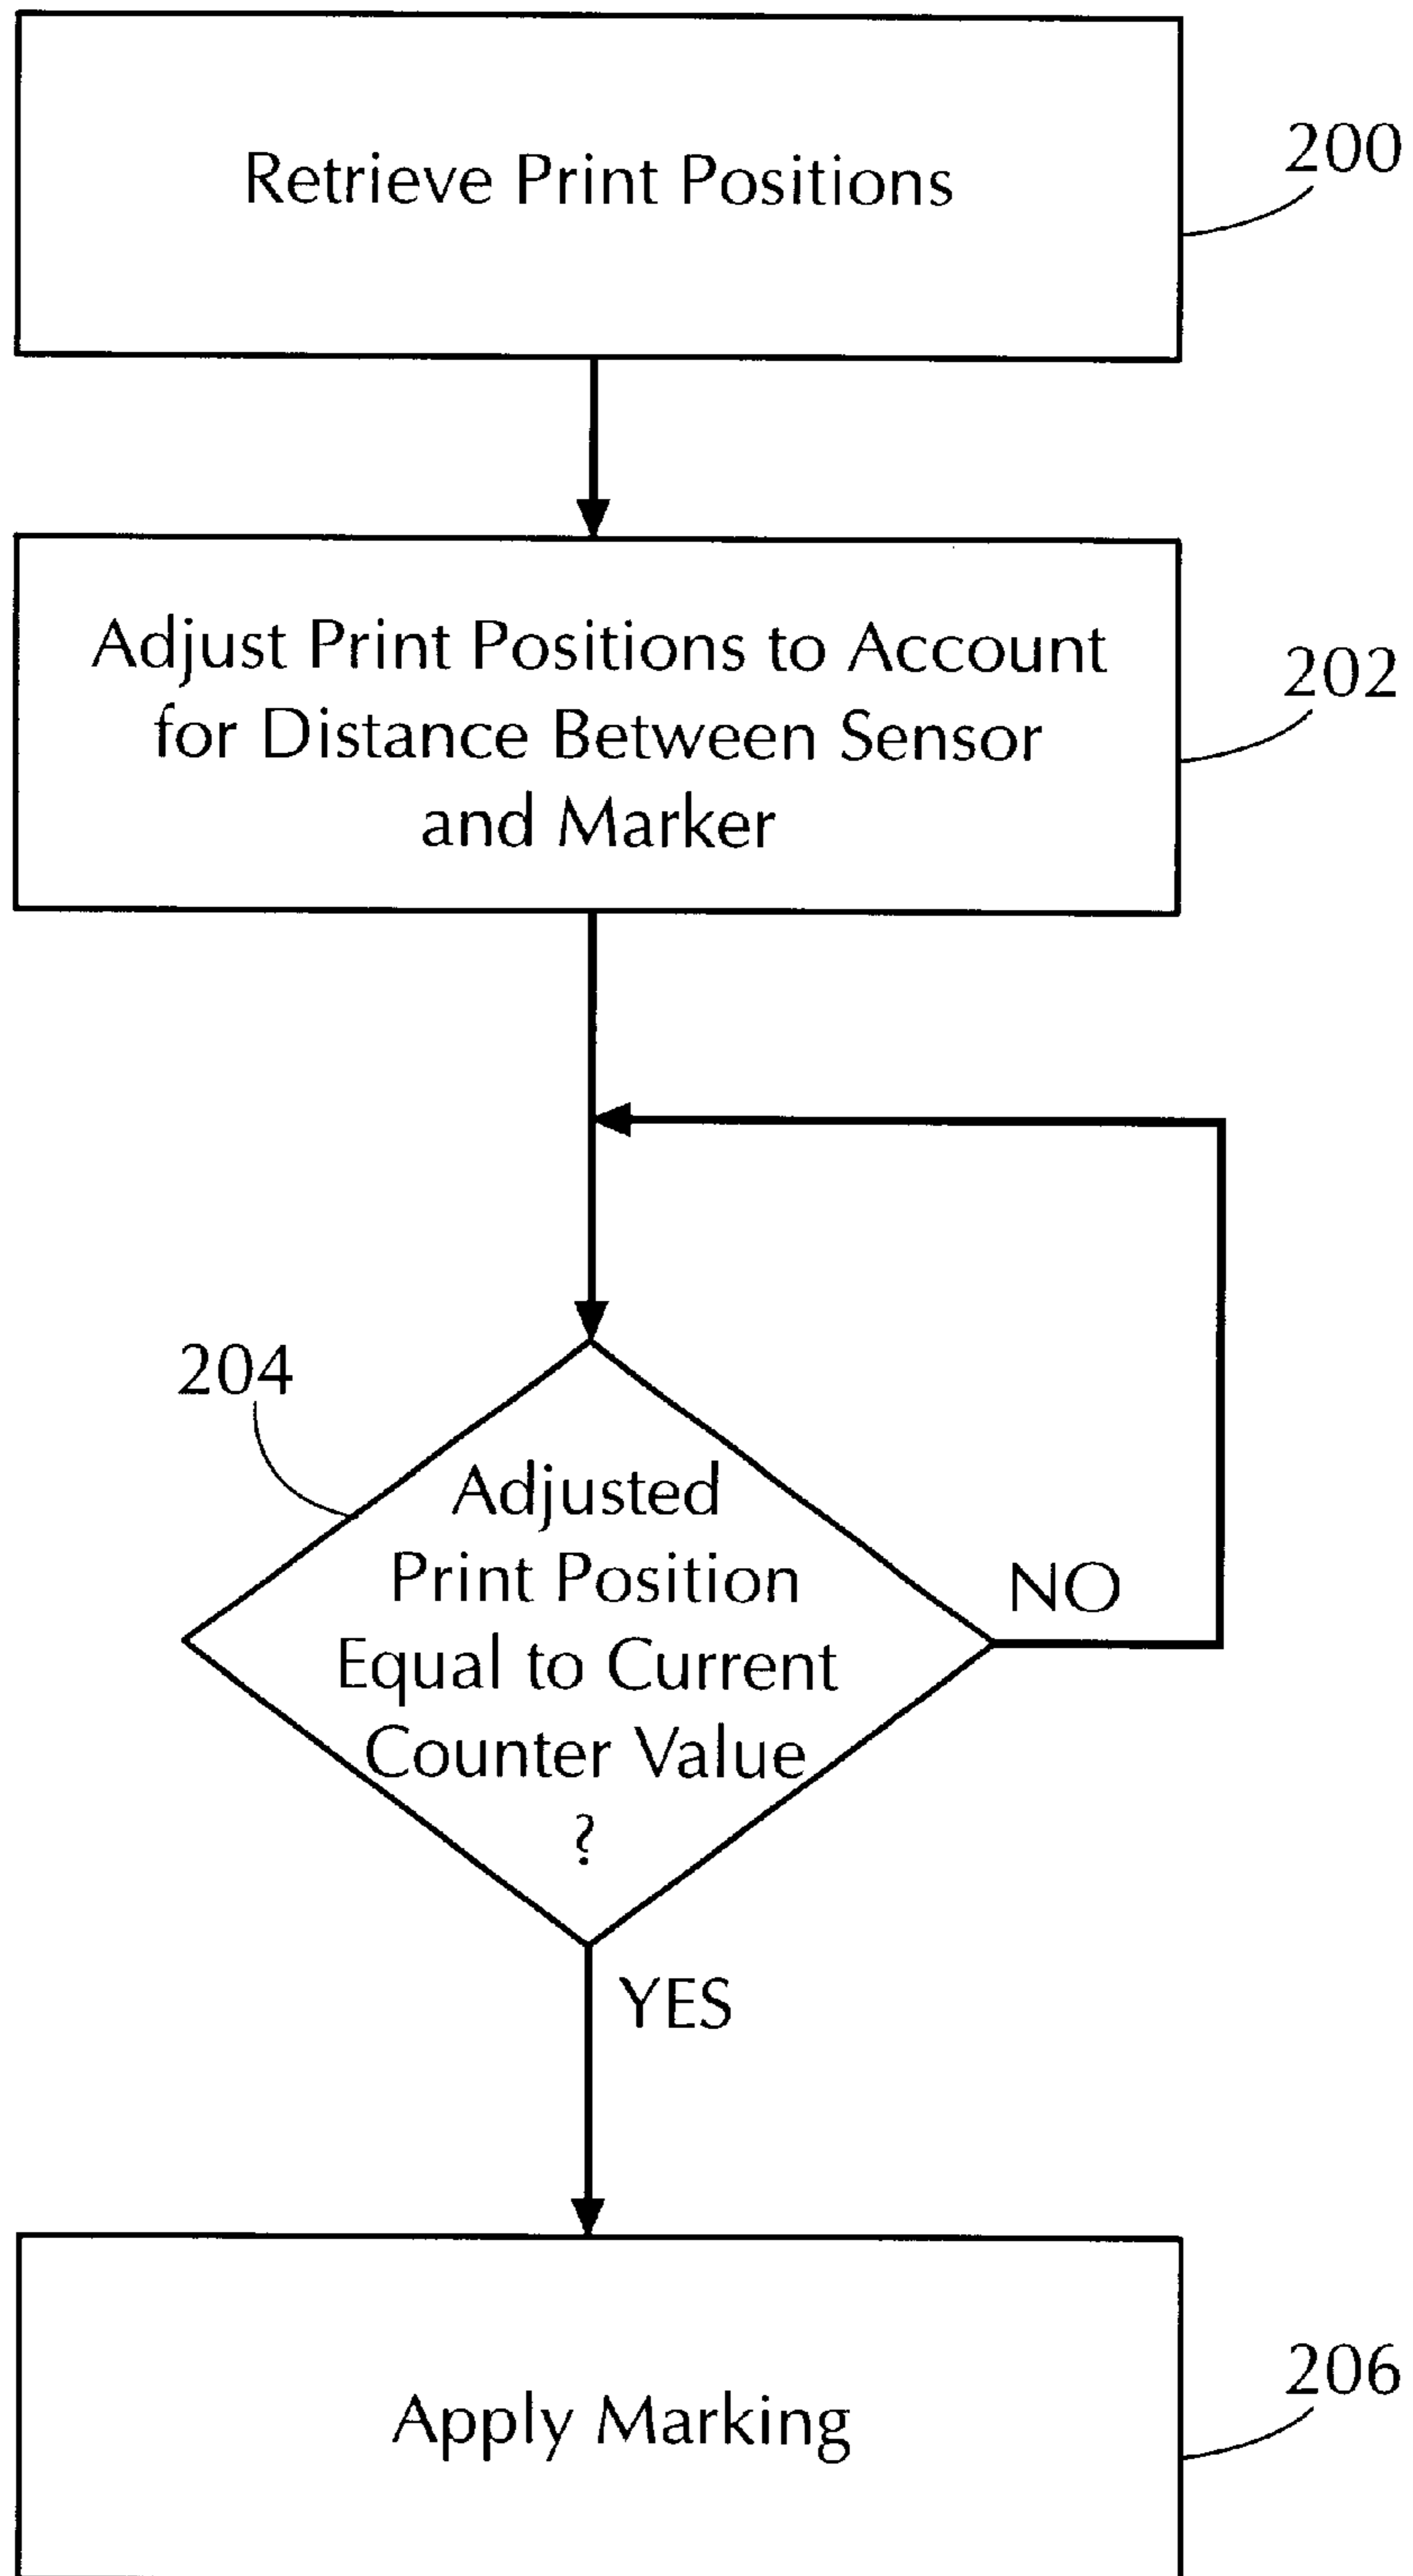 Retrieve Print Positions
200
Adjust Print Positions to Account
for Distance Between Sensor
and Marker
202
204
Adjusted
Print Position
Equal to Current
Counter Value
?
NO
YES
Apply Marking
206